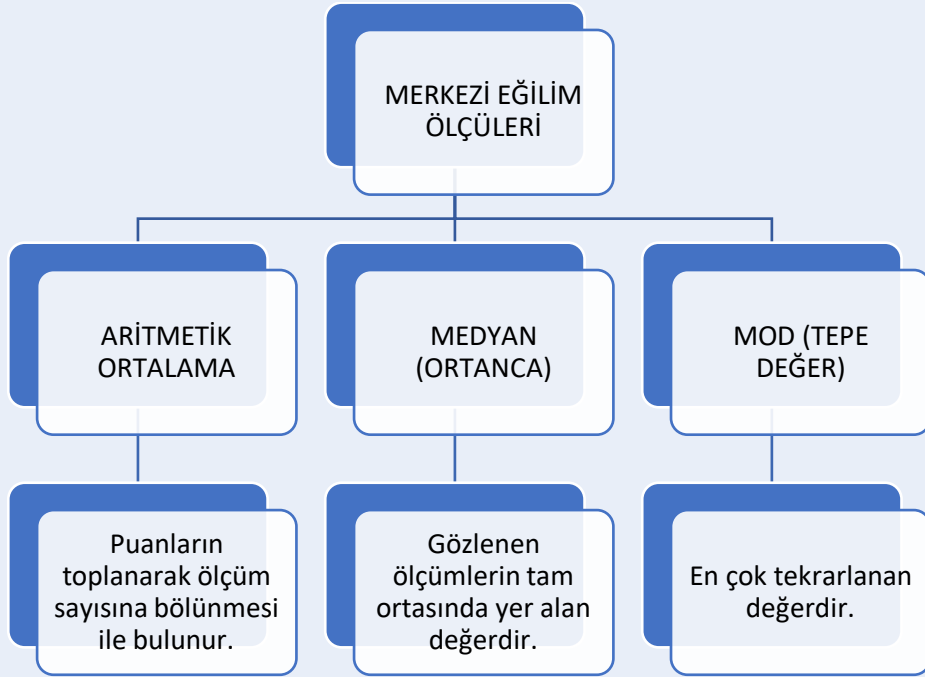 MERKEZİ EĞİLİM
ÖLÇÜLERİ
ARİTMETİK
ORTALAMA
MEDYAN
(ORTANCA)
MOD (TEPE
DEĞER)
Puanların
toplanarak ölçüm
sayısına bölünmesi
ile bulunur.
Gözlenen
ölçümlerin tam
ortasında yer alan
değerdir.
En çok tekrarlanan
değerdir.